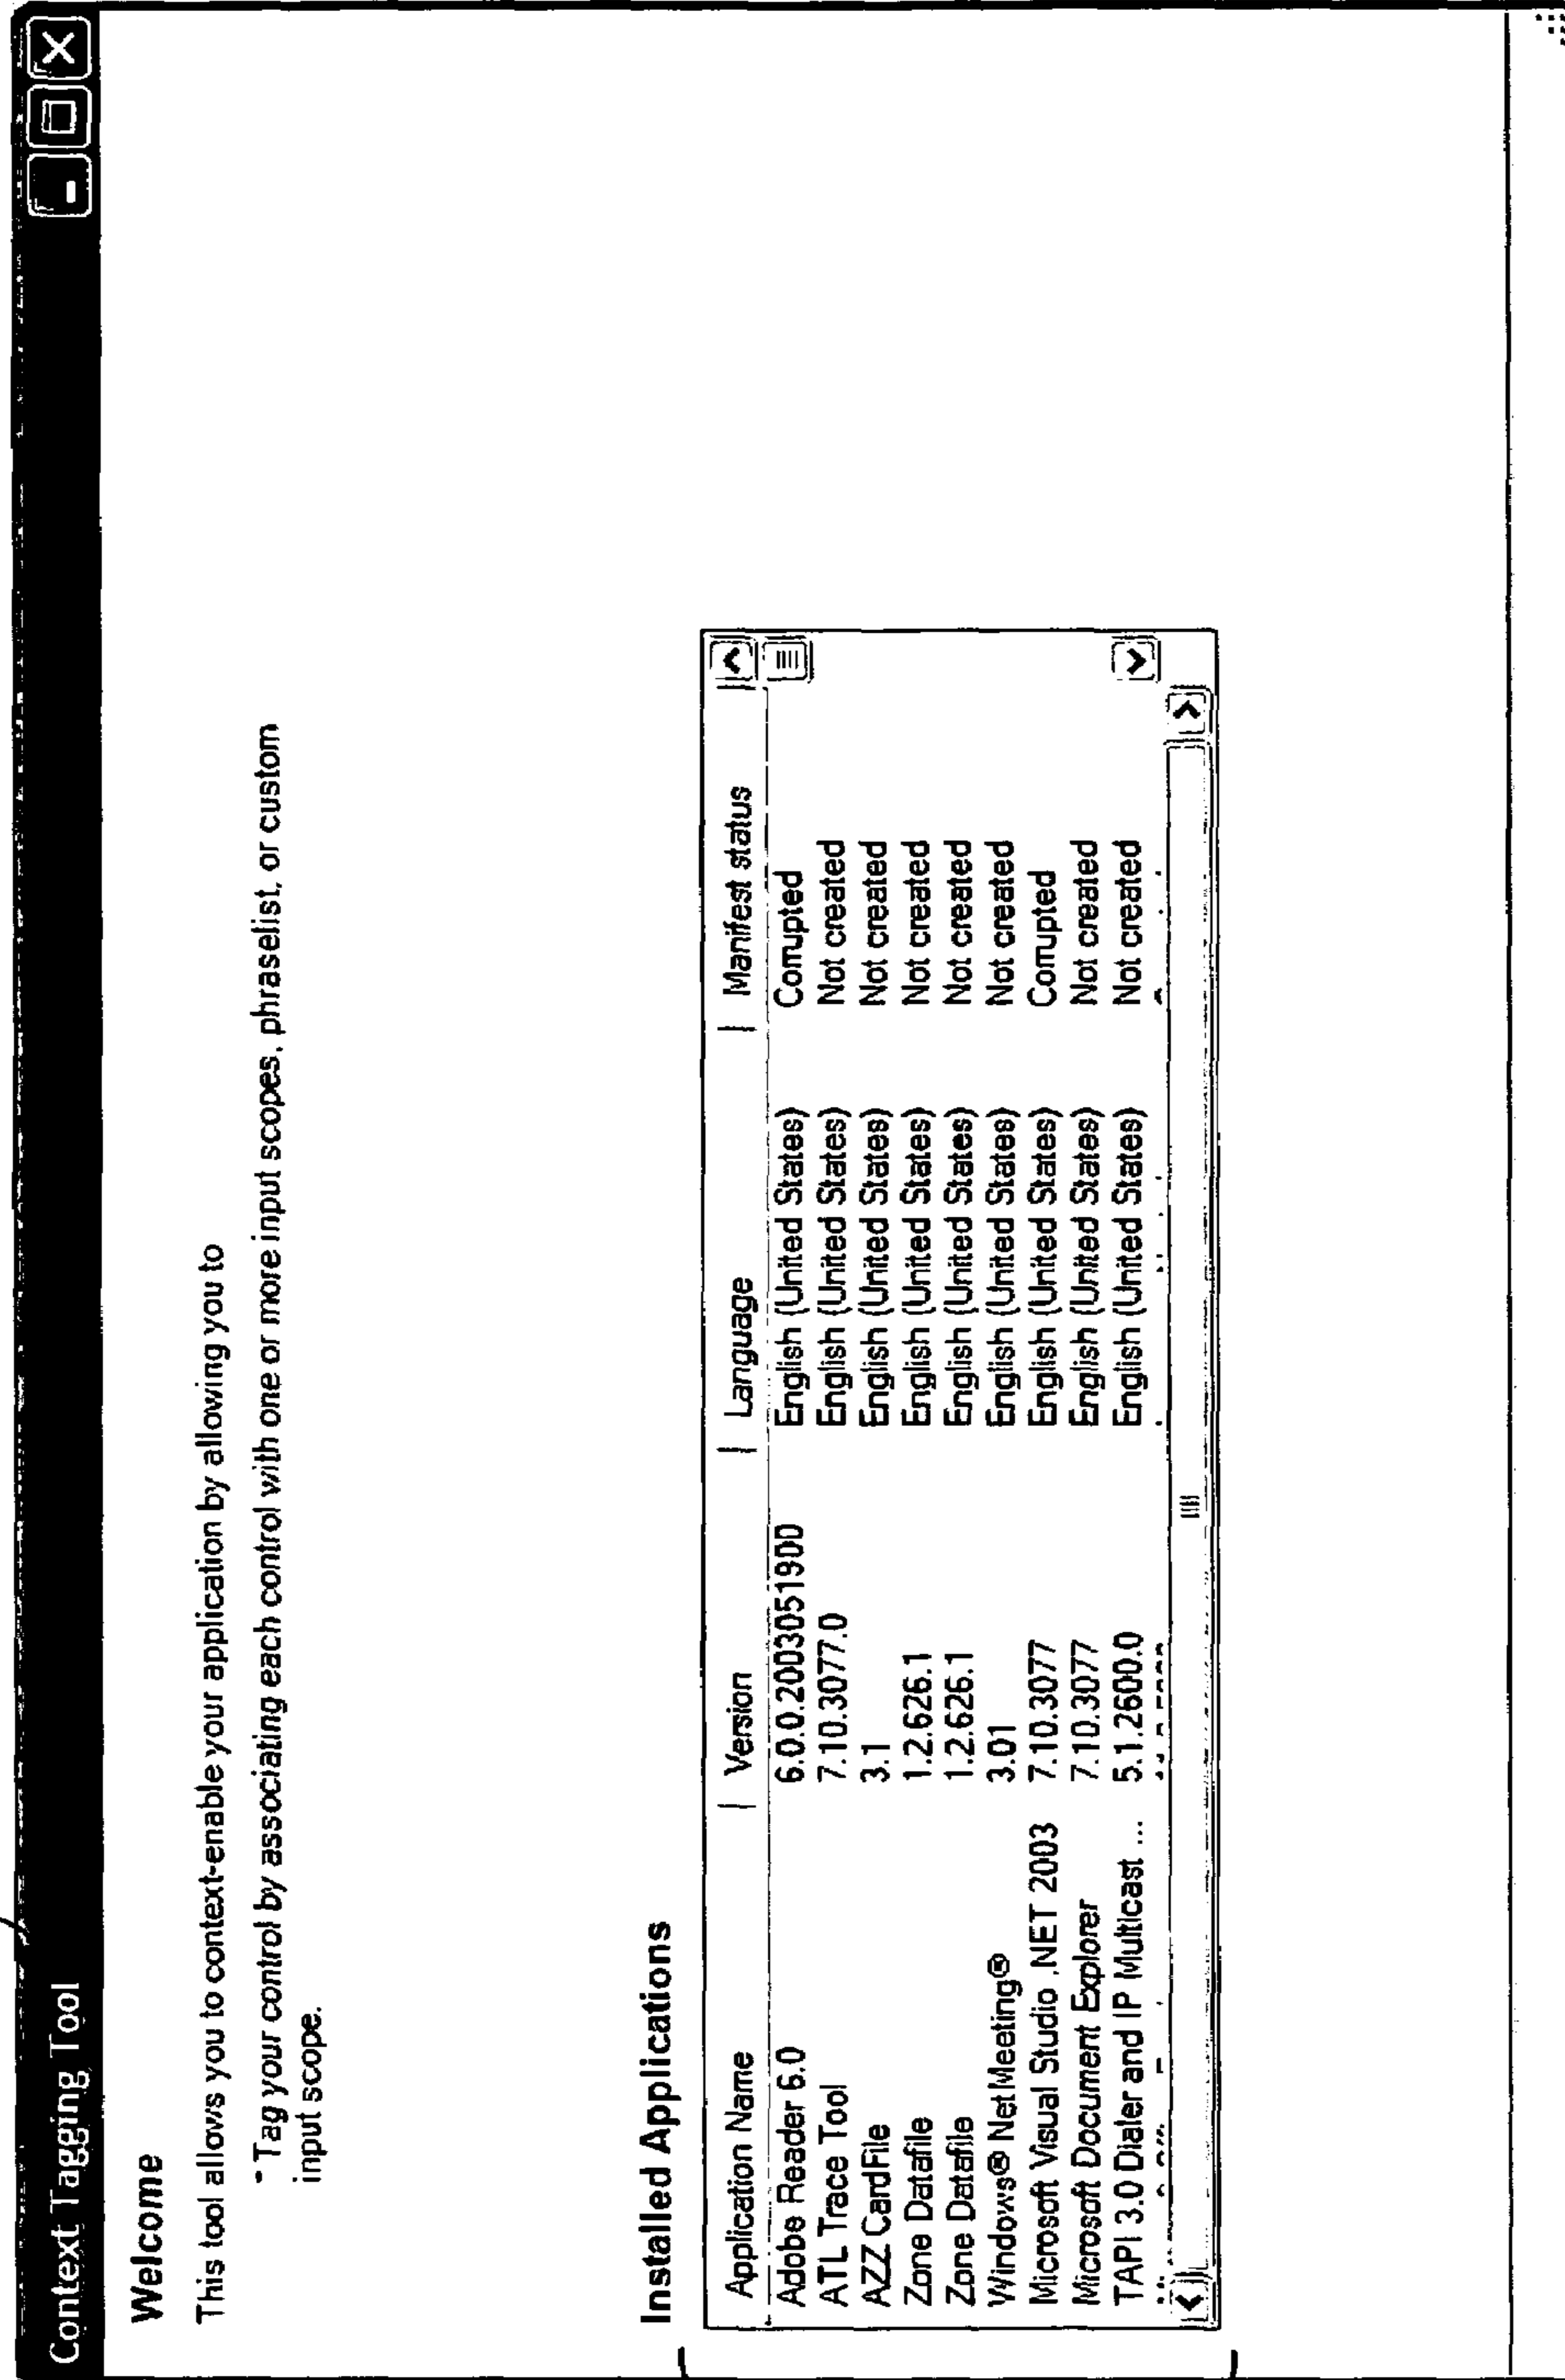 Context Tagging Tool
Welcome
This tool allows you to context-enable your application by allowing you to
* Tag your control by associating each control with one or more input scopes, phraselist, or custom
input scope.
Installed Applications
Application Name | Version | Language | Manifest status
Adobe Reader 6.0 6.0.0.2003051900 English (United States) Corrupted
ATL Trace Tool 7.10.3077.0 English (United States) Not created
AZZ CardFile 3.1 English (United States) Not created
Zone Datafile 1.2.626.1 English (United States) Not created
Zone Datafile 1.2.626.1 English (United States) Not created
Windows® NetMeeting® 3.01 English (United States) Not created
Microsoft Visual Studio .NET 2003 7.10.3077 English (United States) Corrupted
Microsoft Document Explorer 7.10.3077 English (United States) Not created
TAPI 3.0 Dialer and IP Multicast ... 5.1.2600.0 English (United States) Not created